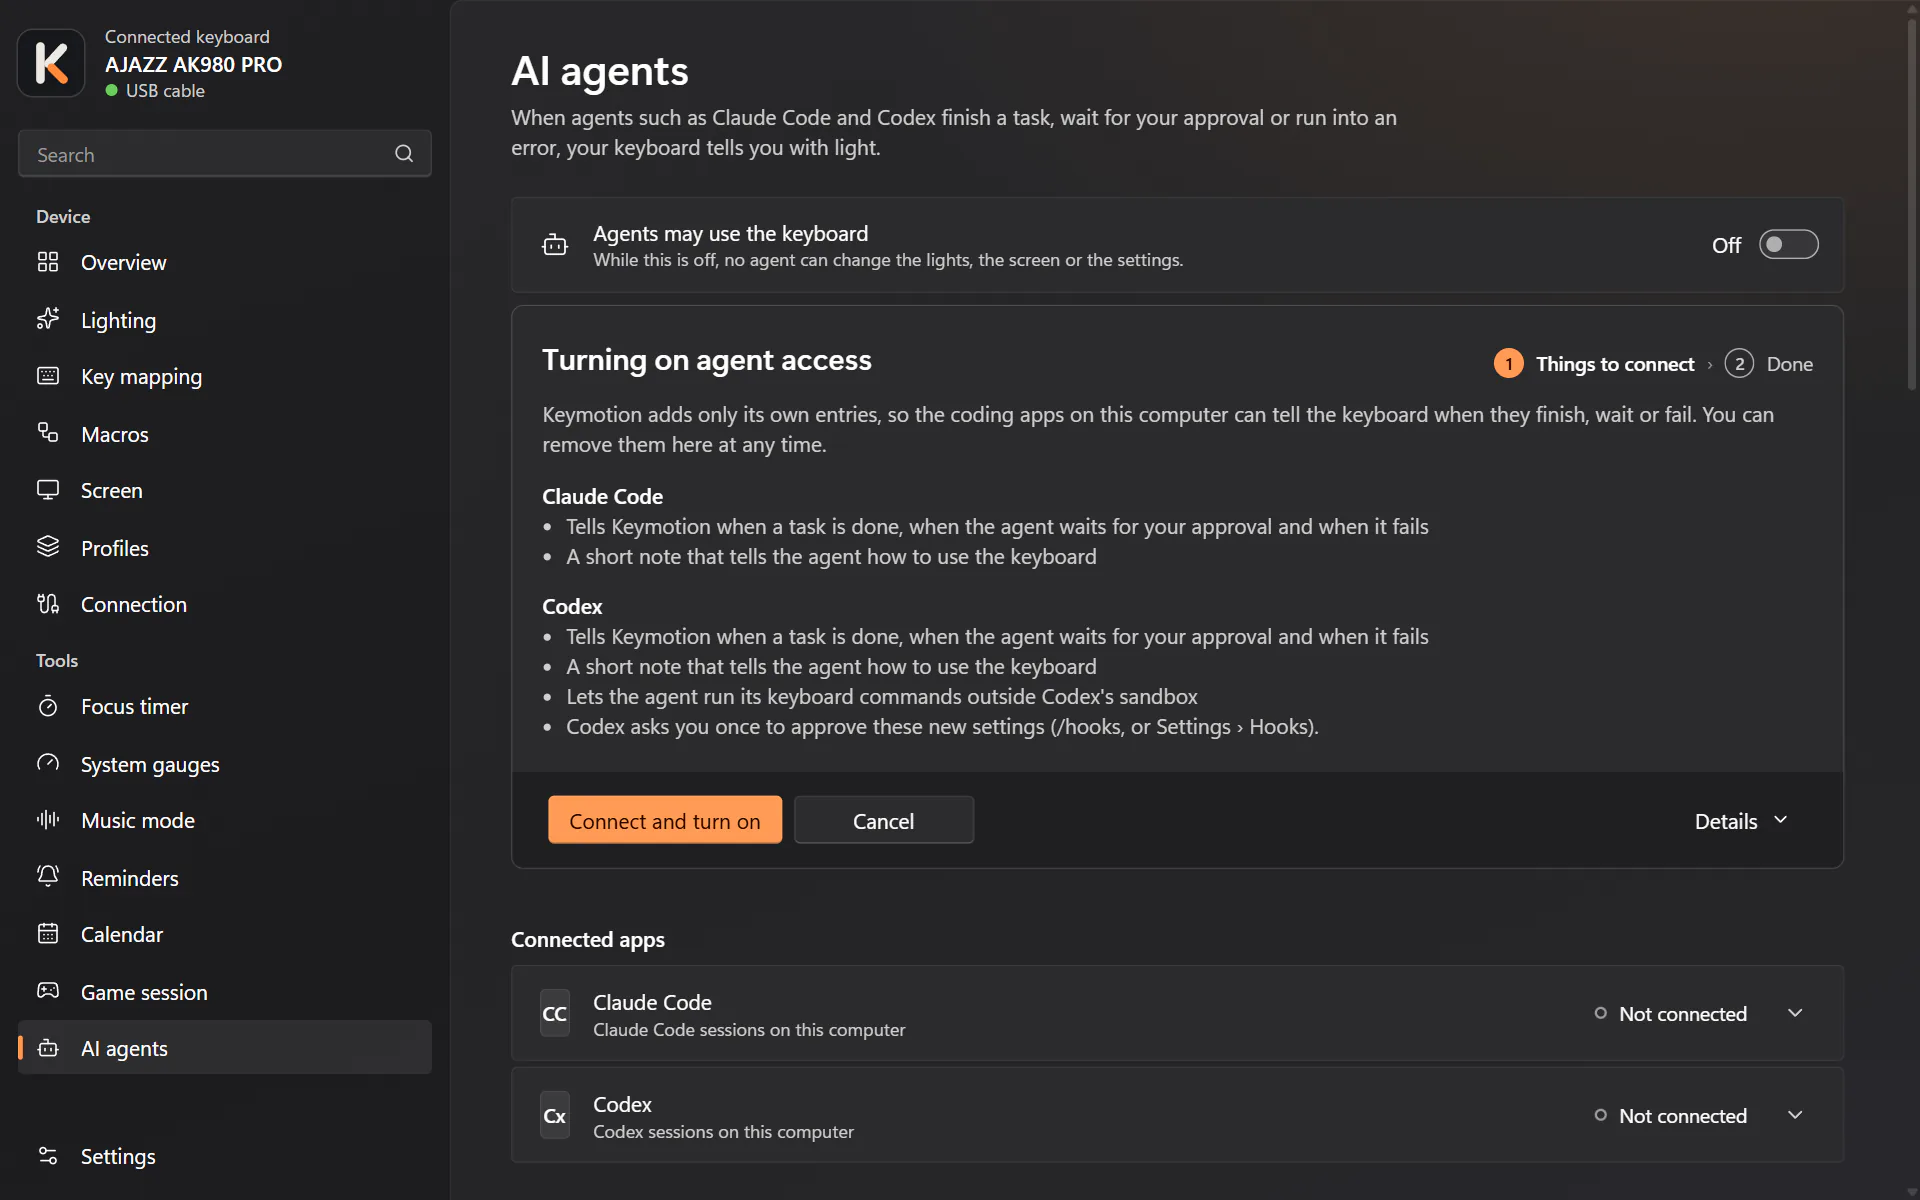 Connected keyboard
AJAZZ AK980 PRO
USB cable
Search
Device
Overview
Lighting
Key mapping
Macros
Screen
Profiles
Connection
Tools
Focus timer
System gauges
Music mode
Reminders
Calendar
Game session
AI agents
Settings
AI agents
When agents such as Claude Code and Codex finish a task, wait for your approval or run into an
error, your keyboard tells you with light.
Agents may use the keyboard
While this is off, no agent can change the lights, the screen or the settings.
Off
Turning on agent access
1 Things to connect › 2 Done
Keymotion adds only its own entries, so the coding apps on this computer can tell the keyboard when they finish, wait or fail. You can
remove them here at any time.
Claude Code
• Tells Keymotion when a task is done, when the agent waits for your approval and when it fails
• A short note that tells the agent how to use the keyboard
Codex
• Tells Keymotion when a task is done, when the agent waits for your approval and when it fails
• A short note that tells the agent how to use the keyboard
• Lets the agent run its keyboard commands outside Codex's sandbox
• Codex asks you once to approve these new settings (/hooks, or Settings › Hooks).
Connect and turn on
Cancel
Details
Connected apps
CC
Claude Code
Claude Code sessions on this computer
Not connected
Cx
Codex
Codex sessions on this computer
Not connected